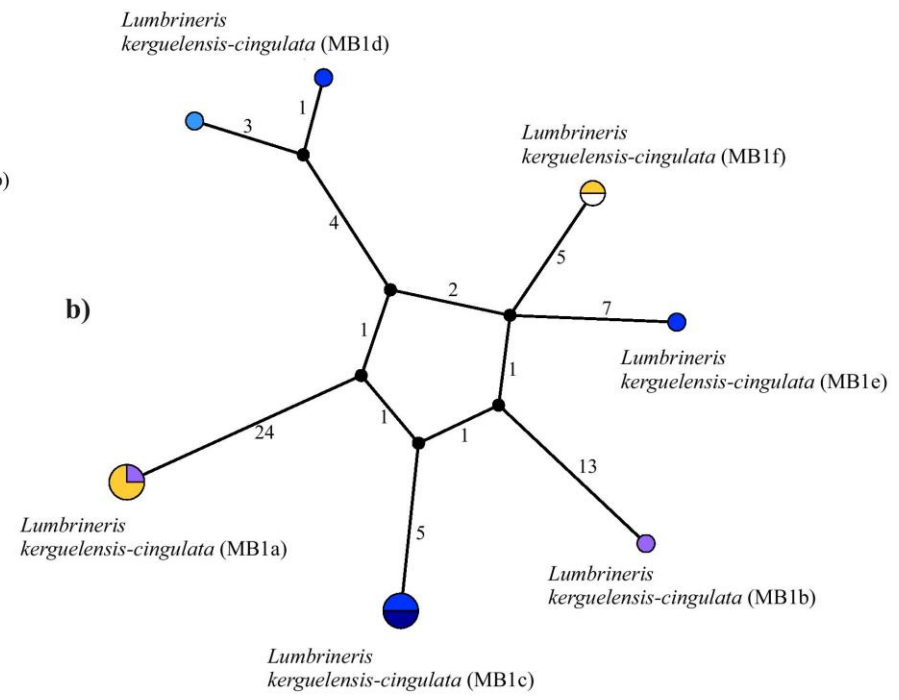 Lumbrineris
kerguelensis-cingulata (MB1d)
1
3
Lumbrineris
kerguelensis-cingulata (MB1f)
)
4
5
b)
2
7
1
Lumbrineris
kerguelensis-cingulata (MB1e)
1
1
1
24
13
Lumbrineris
kerguelensis-cingulata (MB1a)
5
Lumbrineris
kerguelensis-cingulata (MB1b)
Lumbrineris
kerguelensis-cingulata (MB1c)